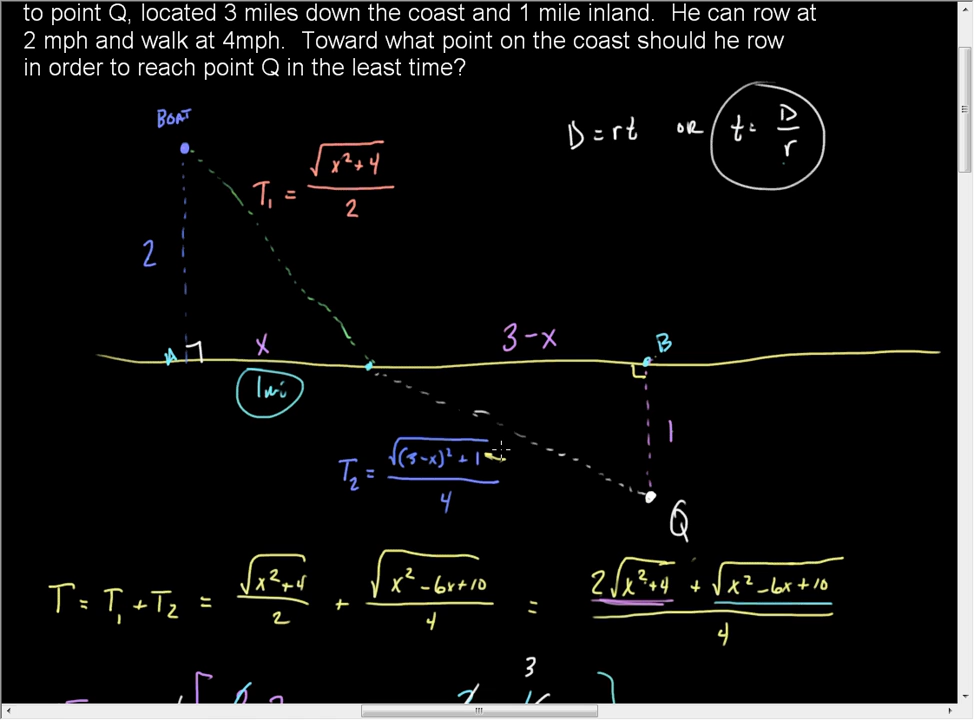 to point Q, located 3 miles down the coast and 1 mile inland.  He can row at
2 mph and walk at 4mph.  Toward what point on the coast should he row
in order to reach point Q in the least time?
BOAT
D = rt OR t = D/r
T₁ = √(x²+4)/2
2
A
x
3-x
B
1mi
1
T₂ = √((3-x)²+1)/4
Q
T = T₁+T₂ = √(x²+4)/2 + √(x²-6x+10)/4 = (2√(x²+4) + √(x²-6x+10))/4
3